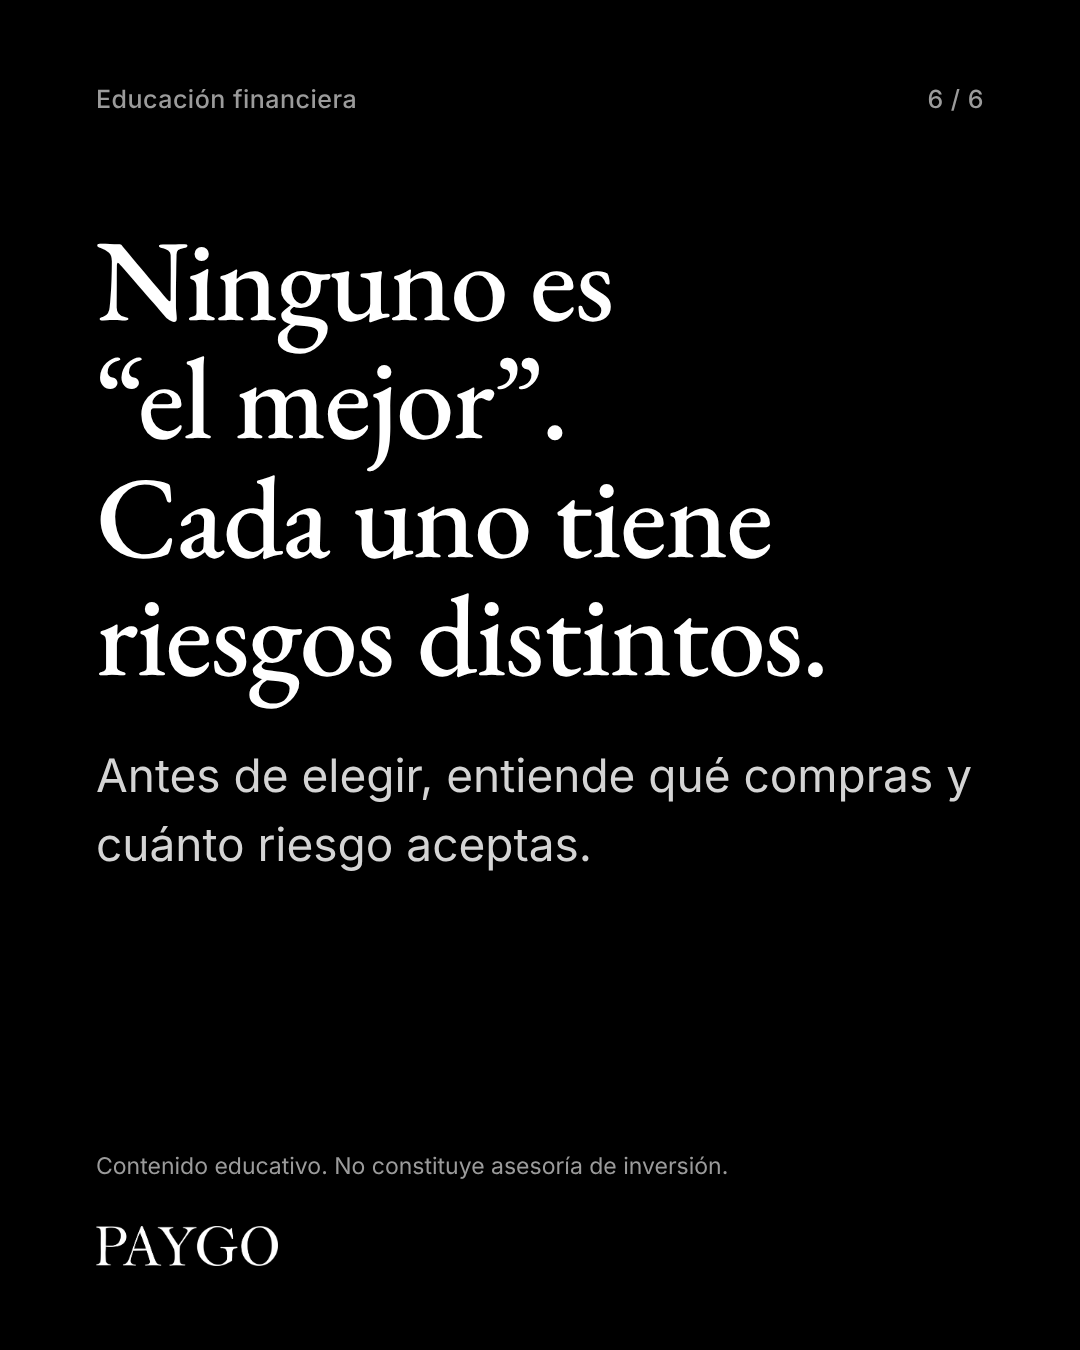 Educación financiera
6 / 6
Ninguno es
“el mejor”.
Cada uno tiene
riesgos distintos.
Antes de elegir, entiende qué compras y
cuánto riesgo aceptas.
Contenido educativo. No constituye asesoría de inversión.
PAYGO